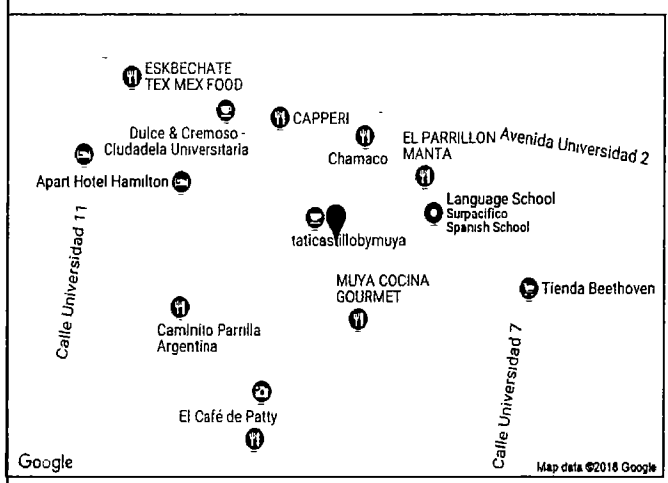 ESKBECHATE
TEX MEX FOOD
CAPPERI
Dulce & Cremoso -
Ciudadela Universitaria
Chamaco
EL PARRILLON
MANTA
Avenida Universidad 2
Apart Hotel Hamilton
Language School
Surpacifico
Spanish School
taticastillobymuya
Calle Universidad 11
MUYA COCINA
GOURMET
Tienda Beethoven
Caminito Parrilla
Argentina
Calle Universidad 7
El Café de Patty
Google
Map data ©2018 Google